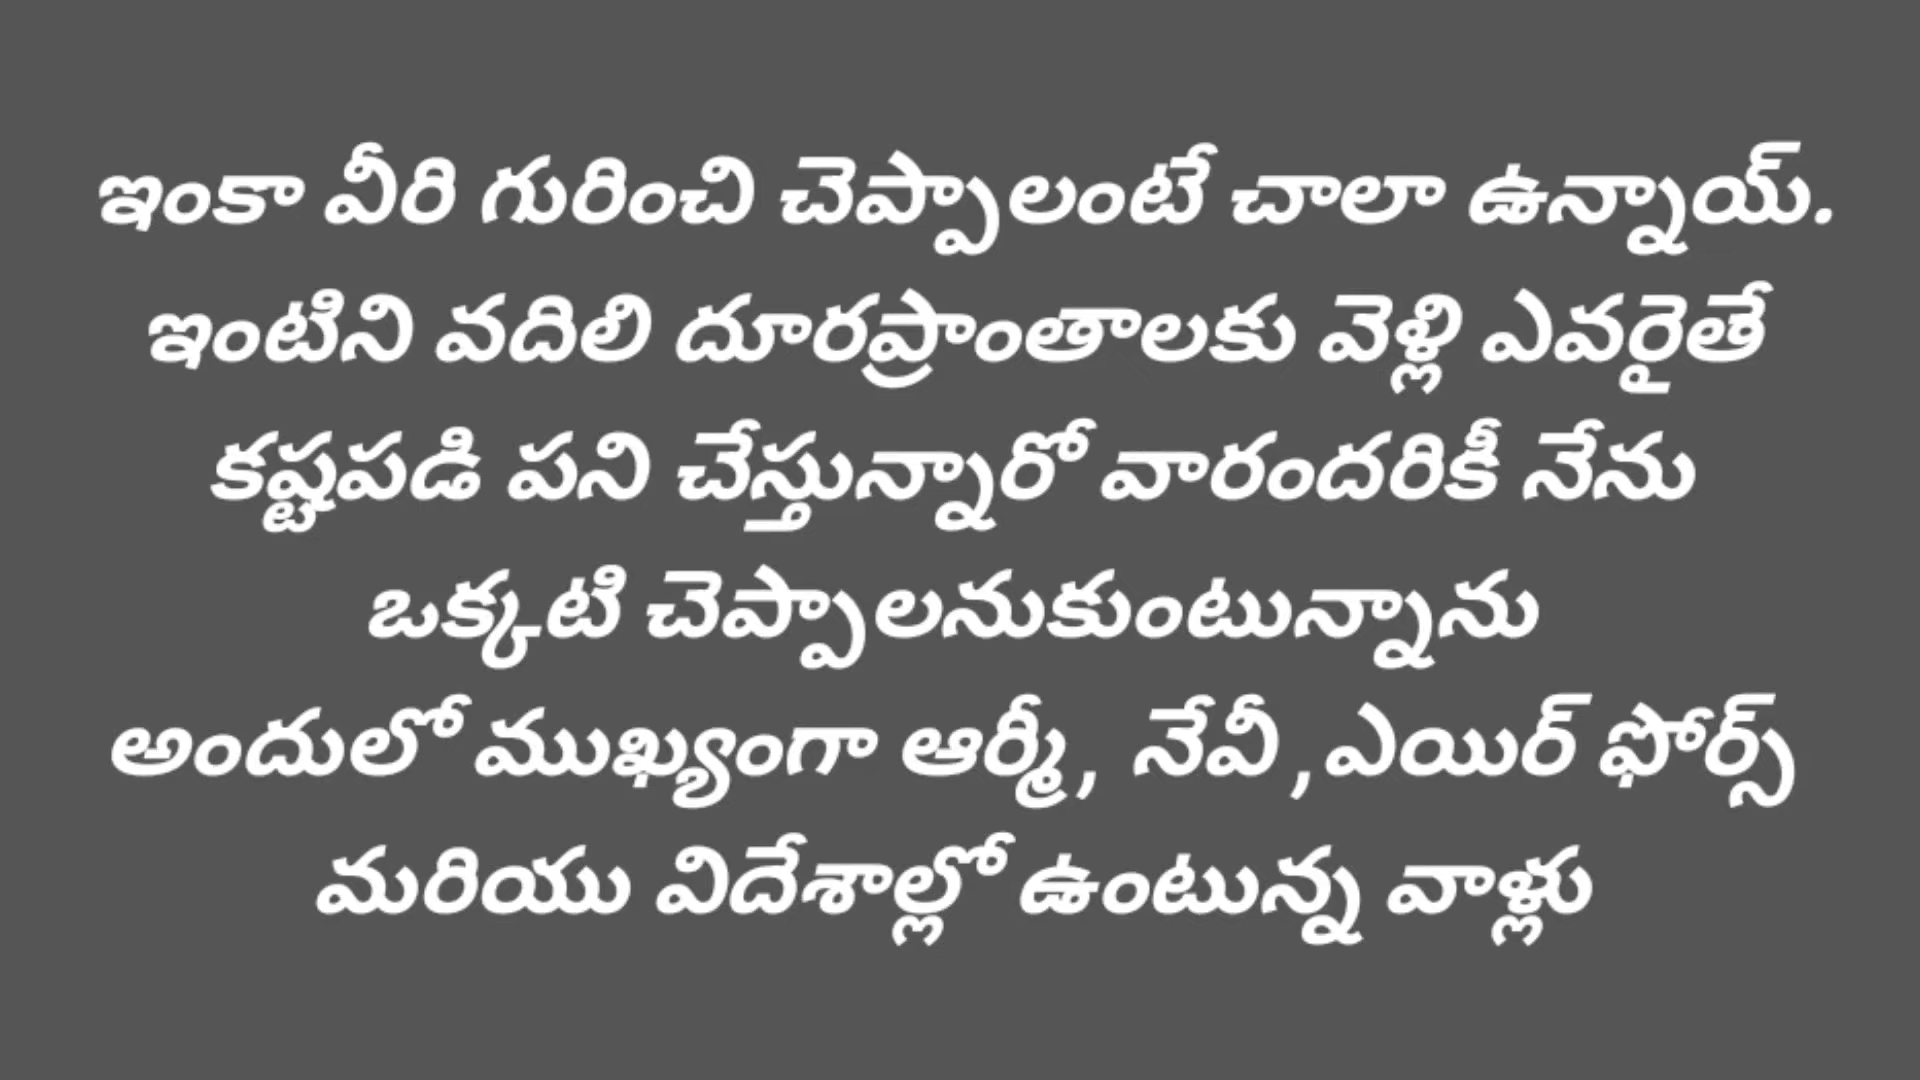 ఇంకా వీరి గురించి చెప్పాలంటే చాలా ఉన్నాయ్.
ఇంటిని వదిలి దూరప్రాంతాలకు వెళ్లి ఎవరైతే
కష్టపడి పని చేస్తున్నారో వారందరికీ నేను
ఒక్కటి చెప్పాలనుకుంటున్నాను
అందులో ముఖ్యంగా ఆర్మీ, నేవీ ,ఎయిర్ ఫోర్స్
మరియు విదేశాల్లో ఉంటున్న వాళ్లు